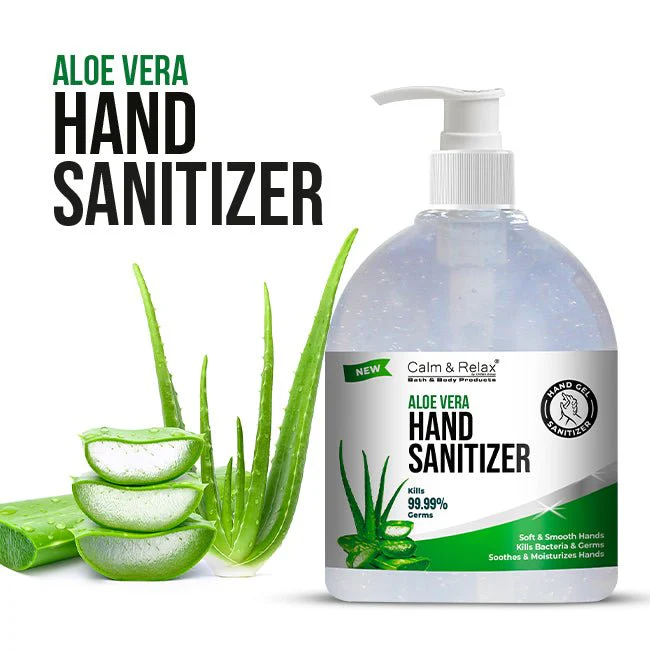 ALOE VERA
HAND
SANITIZER
NEW
Calm & Relax®
Bath & Body Products
ALOE VERA
HAND
SANITIZER
HAND GEL
SANITIZER
Kills
99.99%
Germs
Soft & Smooth Hands
Kills Bacteria & Germs
Soothes & Moisturizes Hands